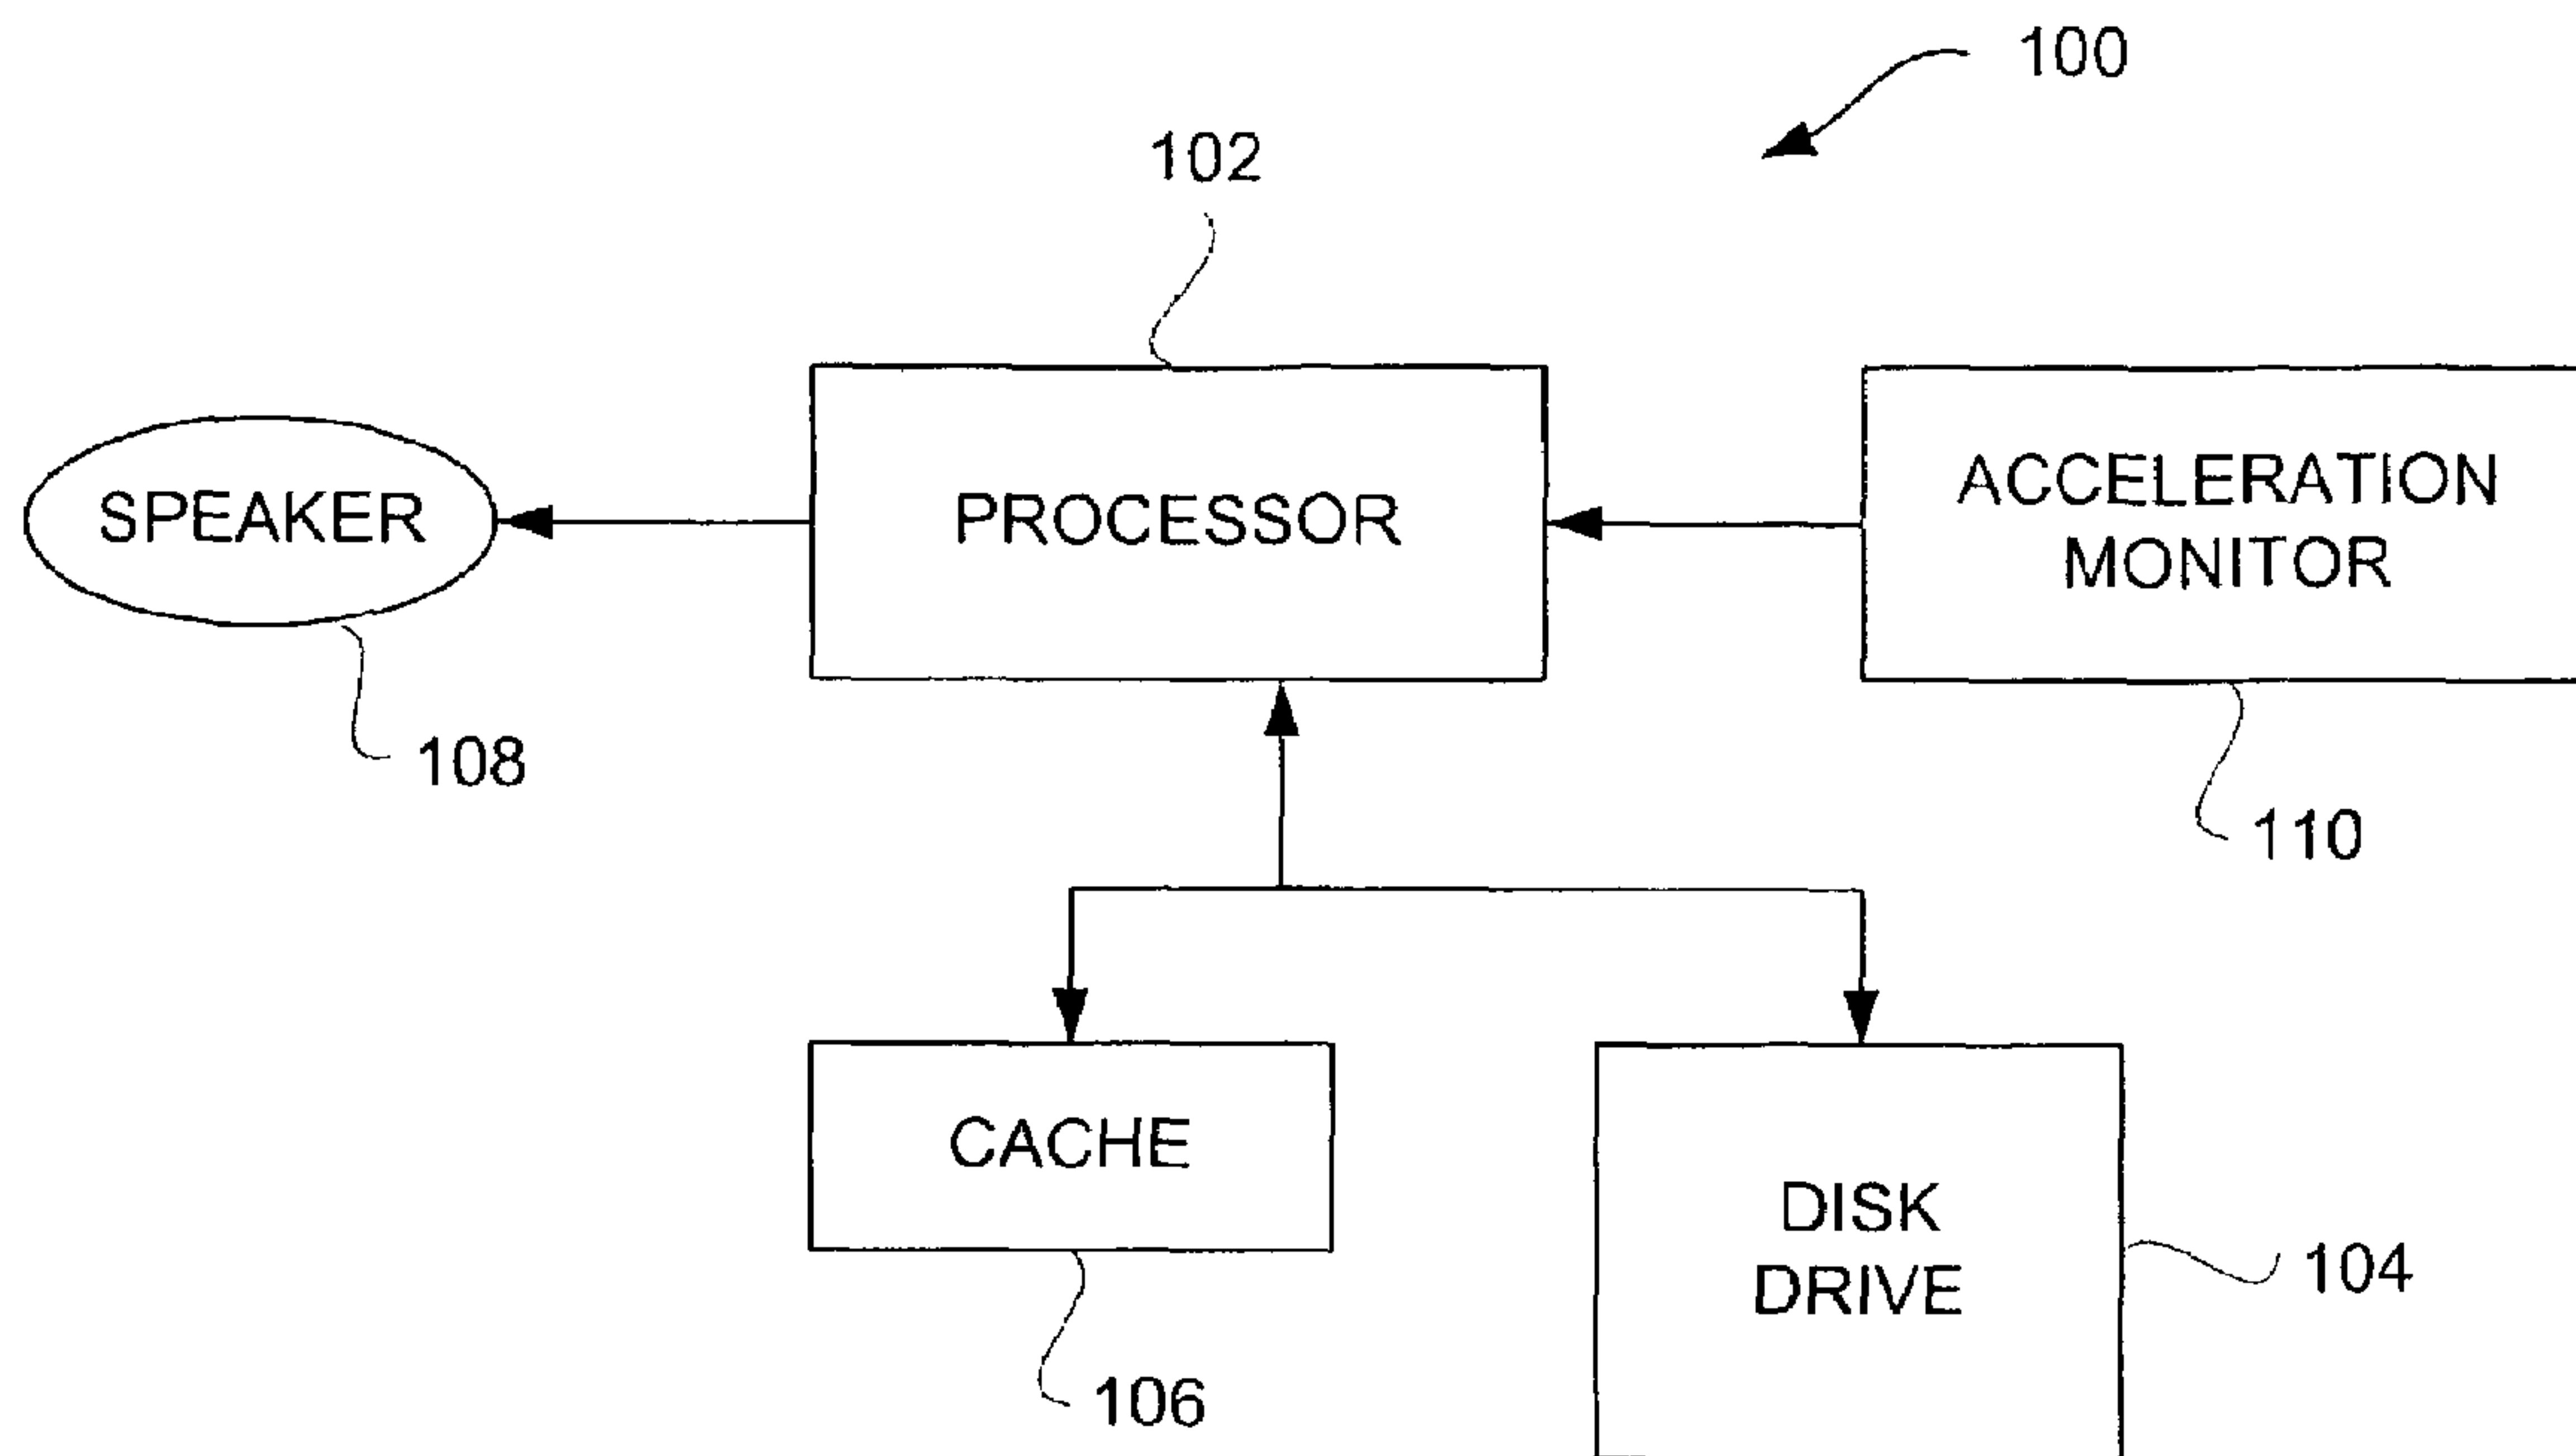 100
102
SPEAKER
PROCESSOR
ACCELERATION
MONITOR
108
110
CACHE
DISK
DRIVE
104
106